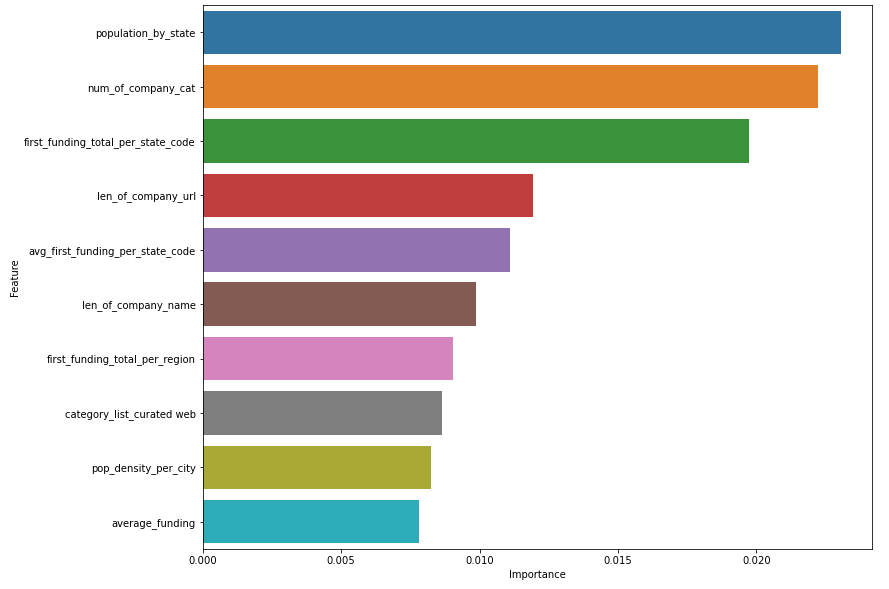 population_by_state
num_of_company_cat
first_funding_total_per_state_code
len_of_company_url
avg_first_funding_per_state_code
len_of_company_name
first_funding_total_per_region
category_list_curated web
pop_density_per_city
average_funding
Feature
0.000
0.005
0.010
0.015
0.020
Importance